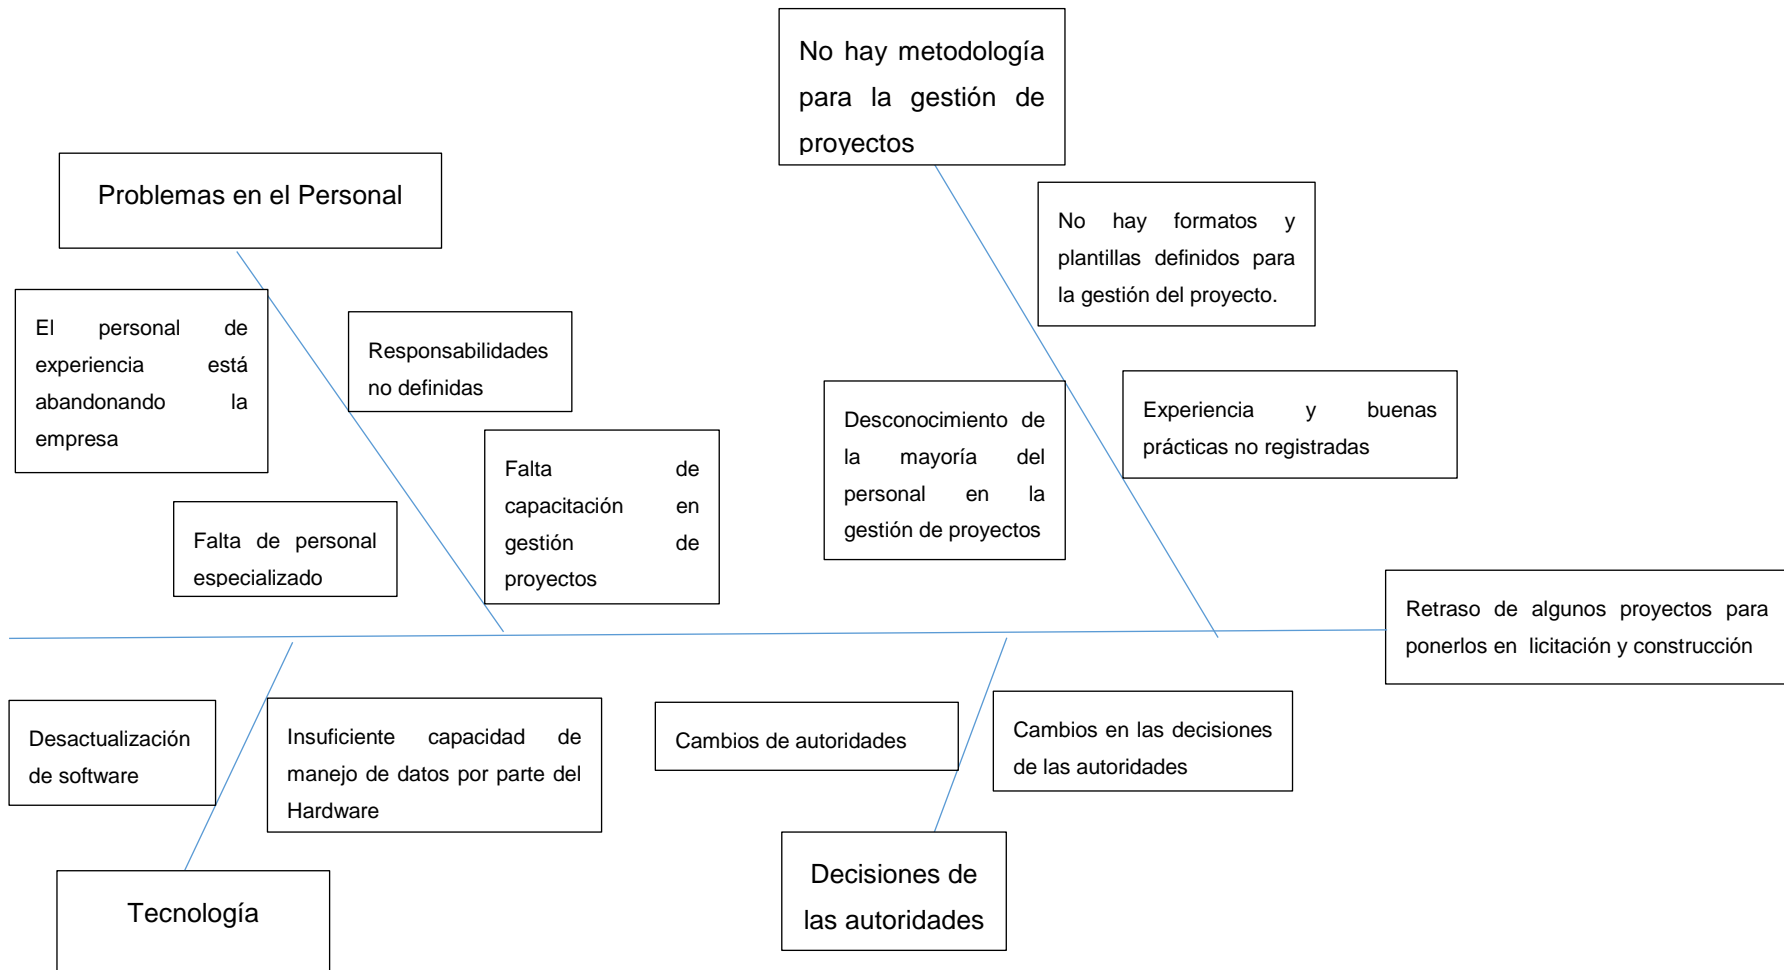 No hay metodología
para la gestión de
proyectos
Problemas en el Personal
No hay formatos y
plantillas definidos para
la gestión del proyecto.
El personal de
experiencia está
abandonando la
empresa
Responsabilidades
no definidas
Desconocimiento de
la mayoría del
personal en la
gestión de proyectos
Experiencia y buenas
prácticas no registradas
Falta de
capacitación en
gestión de
proyectos
Falta de personal
especializado
Retraso de algunos proyectos para
ponerlos en licitación y construcción
Desactualización
de software
Insuficiente capacidad de
manejo de datos por parte del
Hardware
Cambios de autoridades
Cambios en las decisiones
de las autoridades
Tecnología
Decisiones de
las autoridades